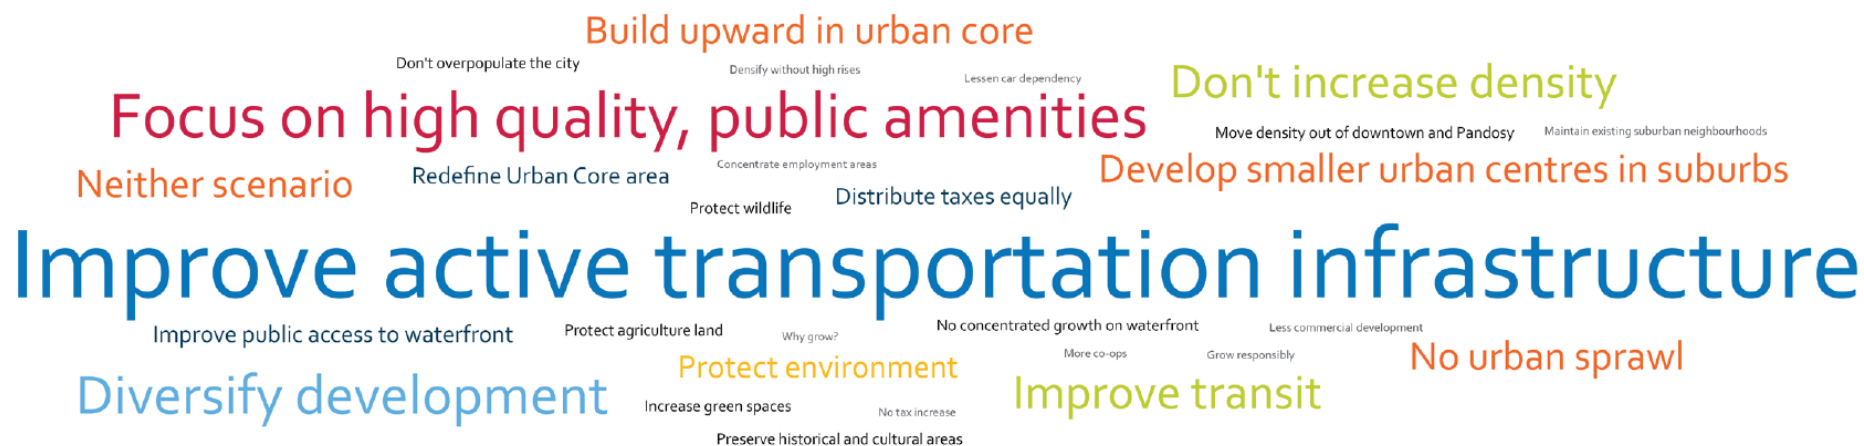 Build upward in urban core
Don't overpopulate the city
Densify without high rises
Lessen car dependency
Don't increase density
Focus on high quality, public amenities
Move density out of downtown and Pandosy
Maintain existing suburban neighbourhoods
Neither scenario
Redefine Urban Core area
Concentrate employment areas
Develop smaller urban centres in suburbs
Protect wildlife
Distribute taxes equally
Improve active transportation infrastructure
Improve public access to waterfront
Protect agriculture land
Why grow?
No concentrated growth on waterfront
Less commercial development
Protect environment
More co-ops
Grow responsibly
No urban sprawl
Diversify development
Increase green spaces
No tax increase
Improve transit
Preserve historical and cultural areas